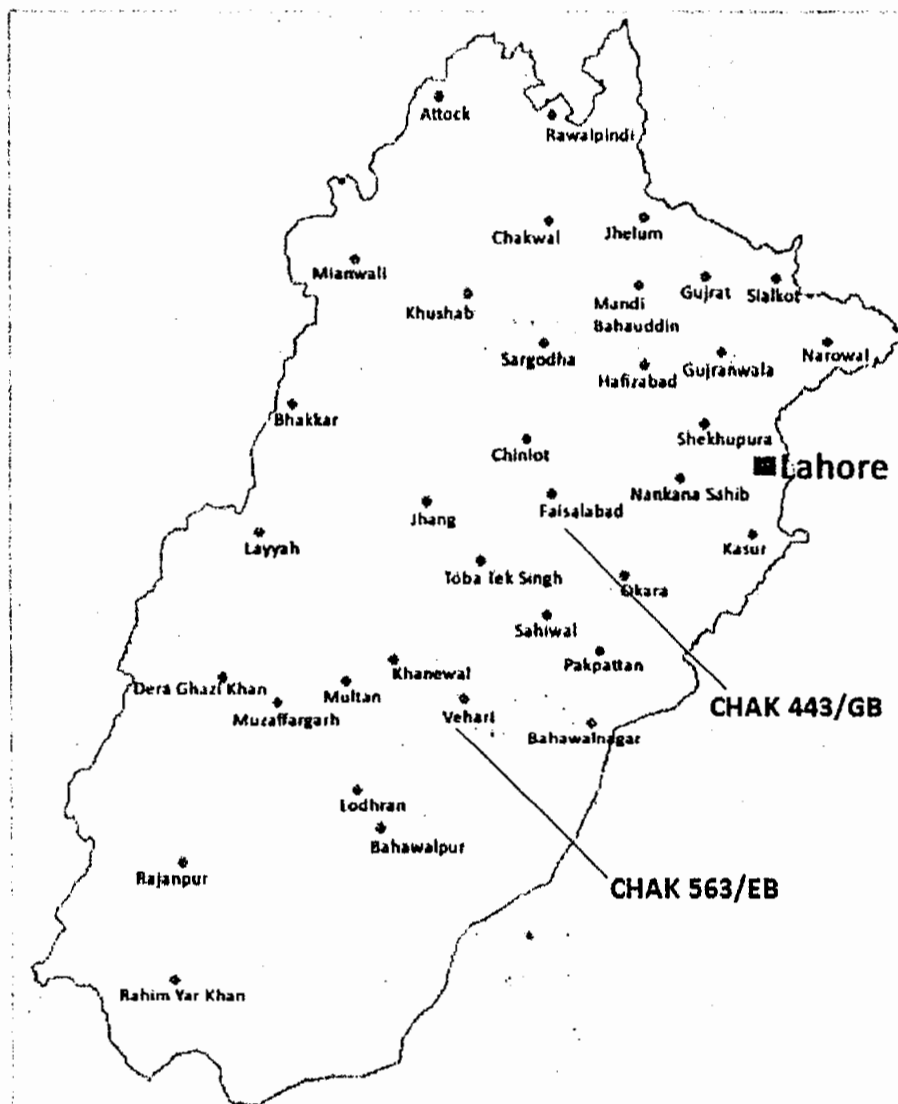 Attock
Rawalpindi
Chakwal
Jhelum
Mianwali
Khushab
Mandi
Bahauddin
Gujrat
Sialkot
Sargodha
Hafizabad
Gujranwala
Narowal
Bhakkar
Chiniot
Shekhupura
Lahore
Jhang
Faisalabad
Nankana Sahib
Layyah
Toba Tek Singh
Okara
Kasur
Sahiwal
Pakpattan
Dera Ghazi Khan
Multan
Khanewal
Muzaffargarh
Vehari
Bahawalnagar
CHAK 443/GB
Lodhran
Bahawalpur
Rajanpur
CHAK 563/EB
Rahim Yar Khan